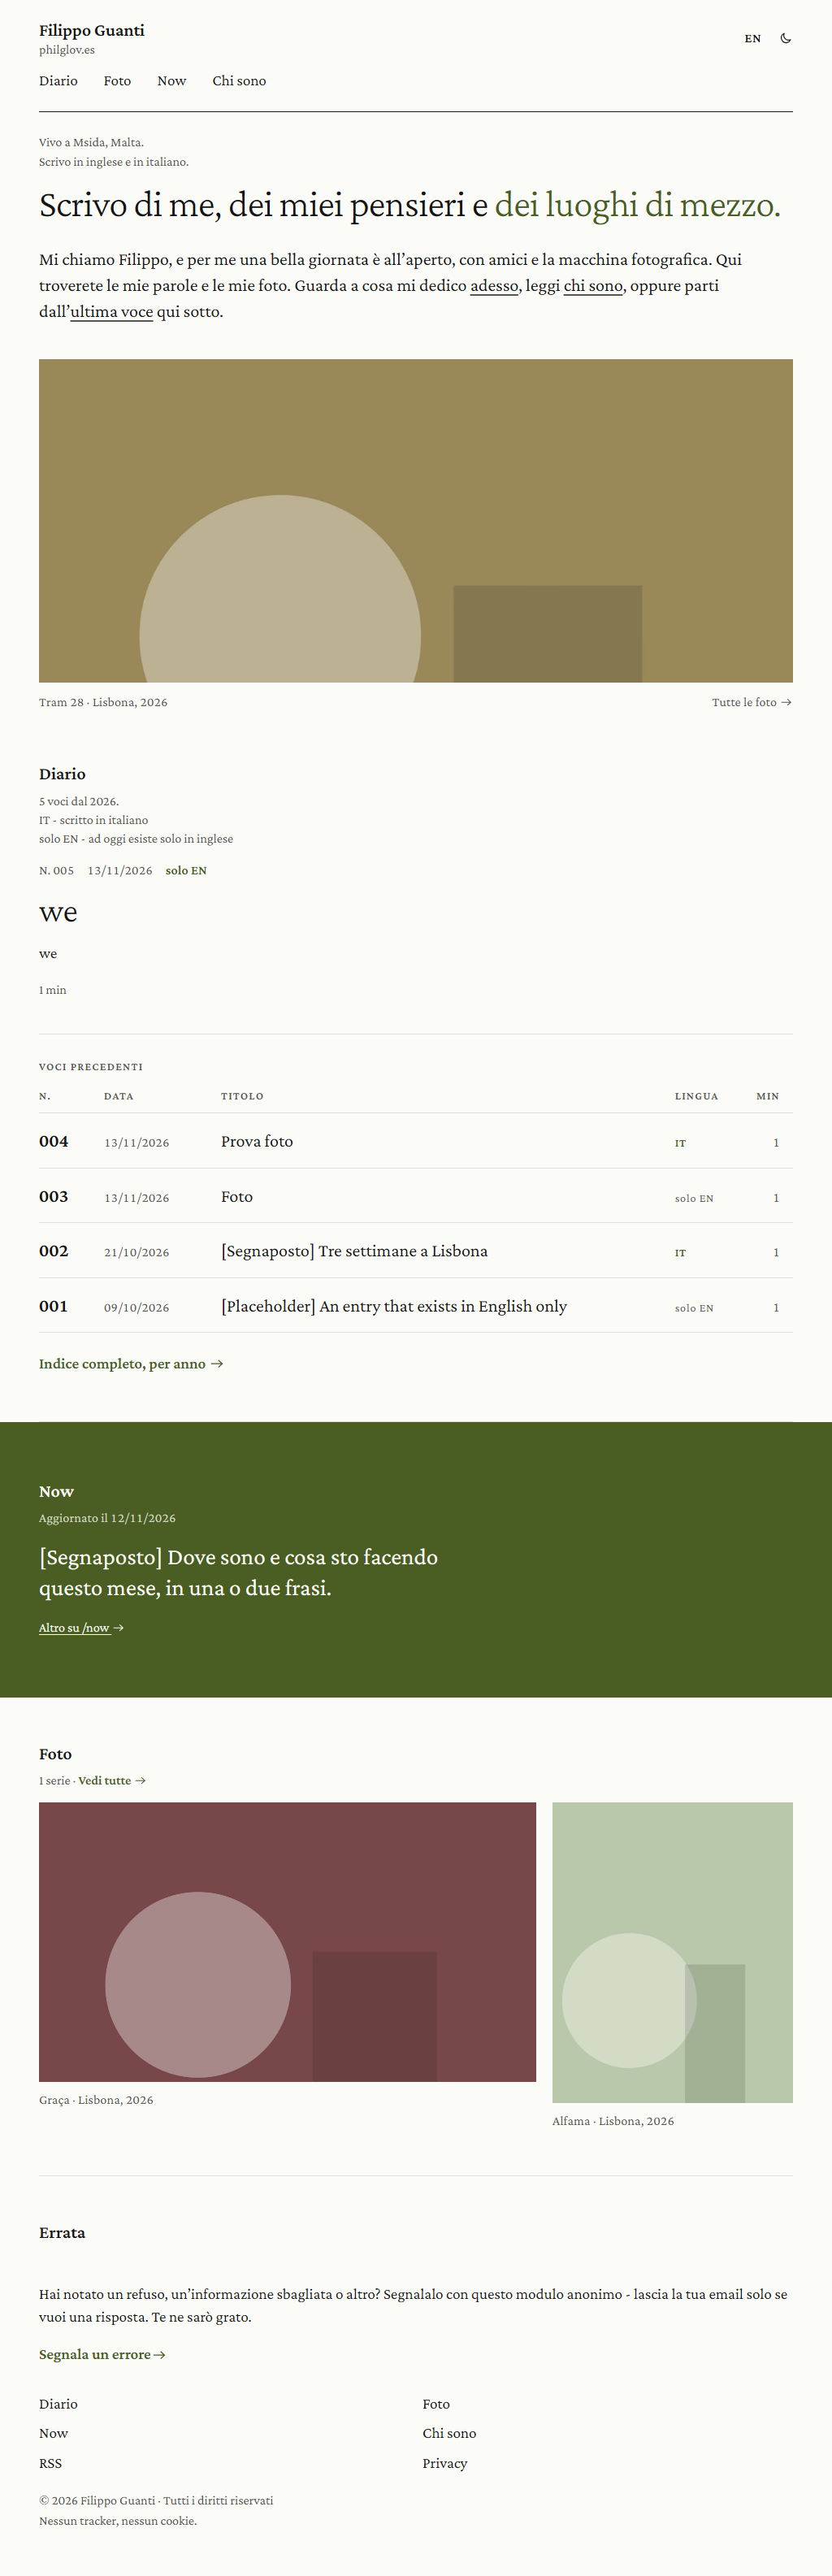 Filippo Guanti
philglov.es
EN
Diario Foto Now Chi sono
Vivo a Msida, Malta.
Scrivo in inglese e in italiano.
Scrivo di me, dei miei pensieri e dei luoghi di mezzo.
Mi chiamo Filippo, e per me una bella giornata è all’aperto, con amici e la macchina fotografica. Qui
troverete le mie parole e le mie foto. Guarda a cosa mi dedico adesso, leggi chi sono, oppure parti
dall’ultima voce qui sotto.
Tram 28 · Lisbona, 2026
Tutte le foto →
Diario
5 voci dal 2026.
IT - scritto in italiano
solo EN - ad oggi esiste solo in inglese
N. 005 13/11/2026 solo EN
we
we
1 min
VOCI PRECEDENTI
N. DATA TITOLO LINGUA MIN
004 13/11/2026 Prova foto IT 1
003 13/11/2026 Foto solo EN 1
002 21/10/2026 [Segnaposto] Tre settimane a Lisbona IT 1
001 09/10/2026 [Placeholder] An entry that exists in English only solo EN 1
Indice completo, per anno →
Now
Aggiornato il 12/11/2026
[Segnaposto] Dove sono e cosa sto facendo
questo mese, in una o due frasi.
Altro su /now →
Foto
1 serie · Vedi tutte →
Graça · Lisbona, 2026
Alfama · Lisbona, 2026
Errata
Hai notato un refuso, un’informazione sbagliata o altro? Segnalalo con questo modulo anonimo - lascia la tua email solo se
vuoi una risposta. Te ne sarò grato.
Segnala un errore →
Diario Foto
Now Chi sono
RSS Privacy
© 2026 Filippo Guanti · Tutti i diritti riservati
Nessun tracker, nessun cookie.